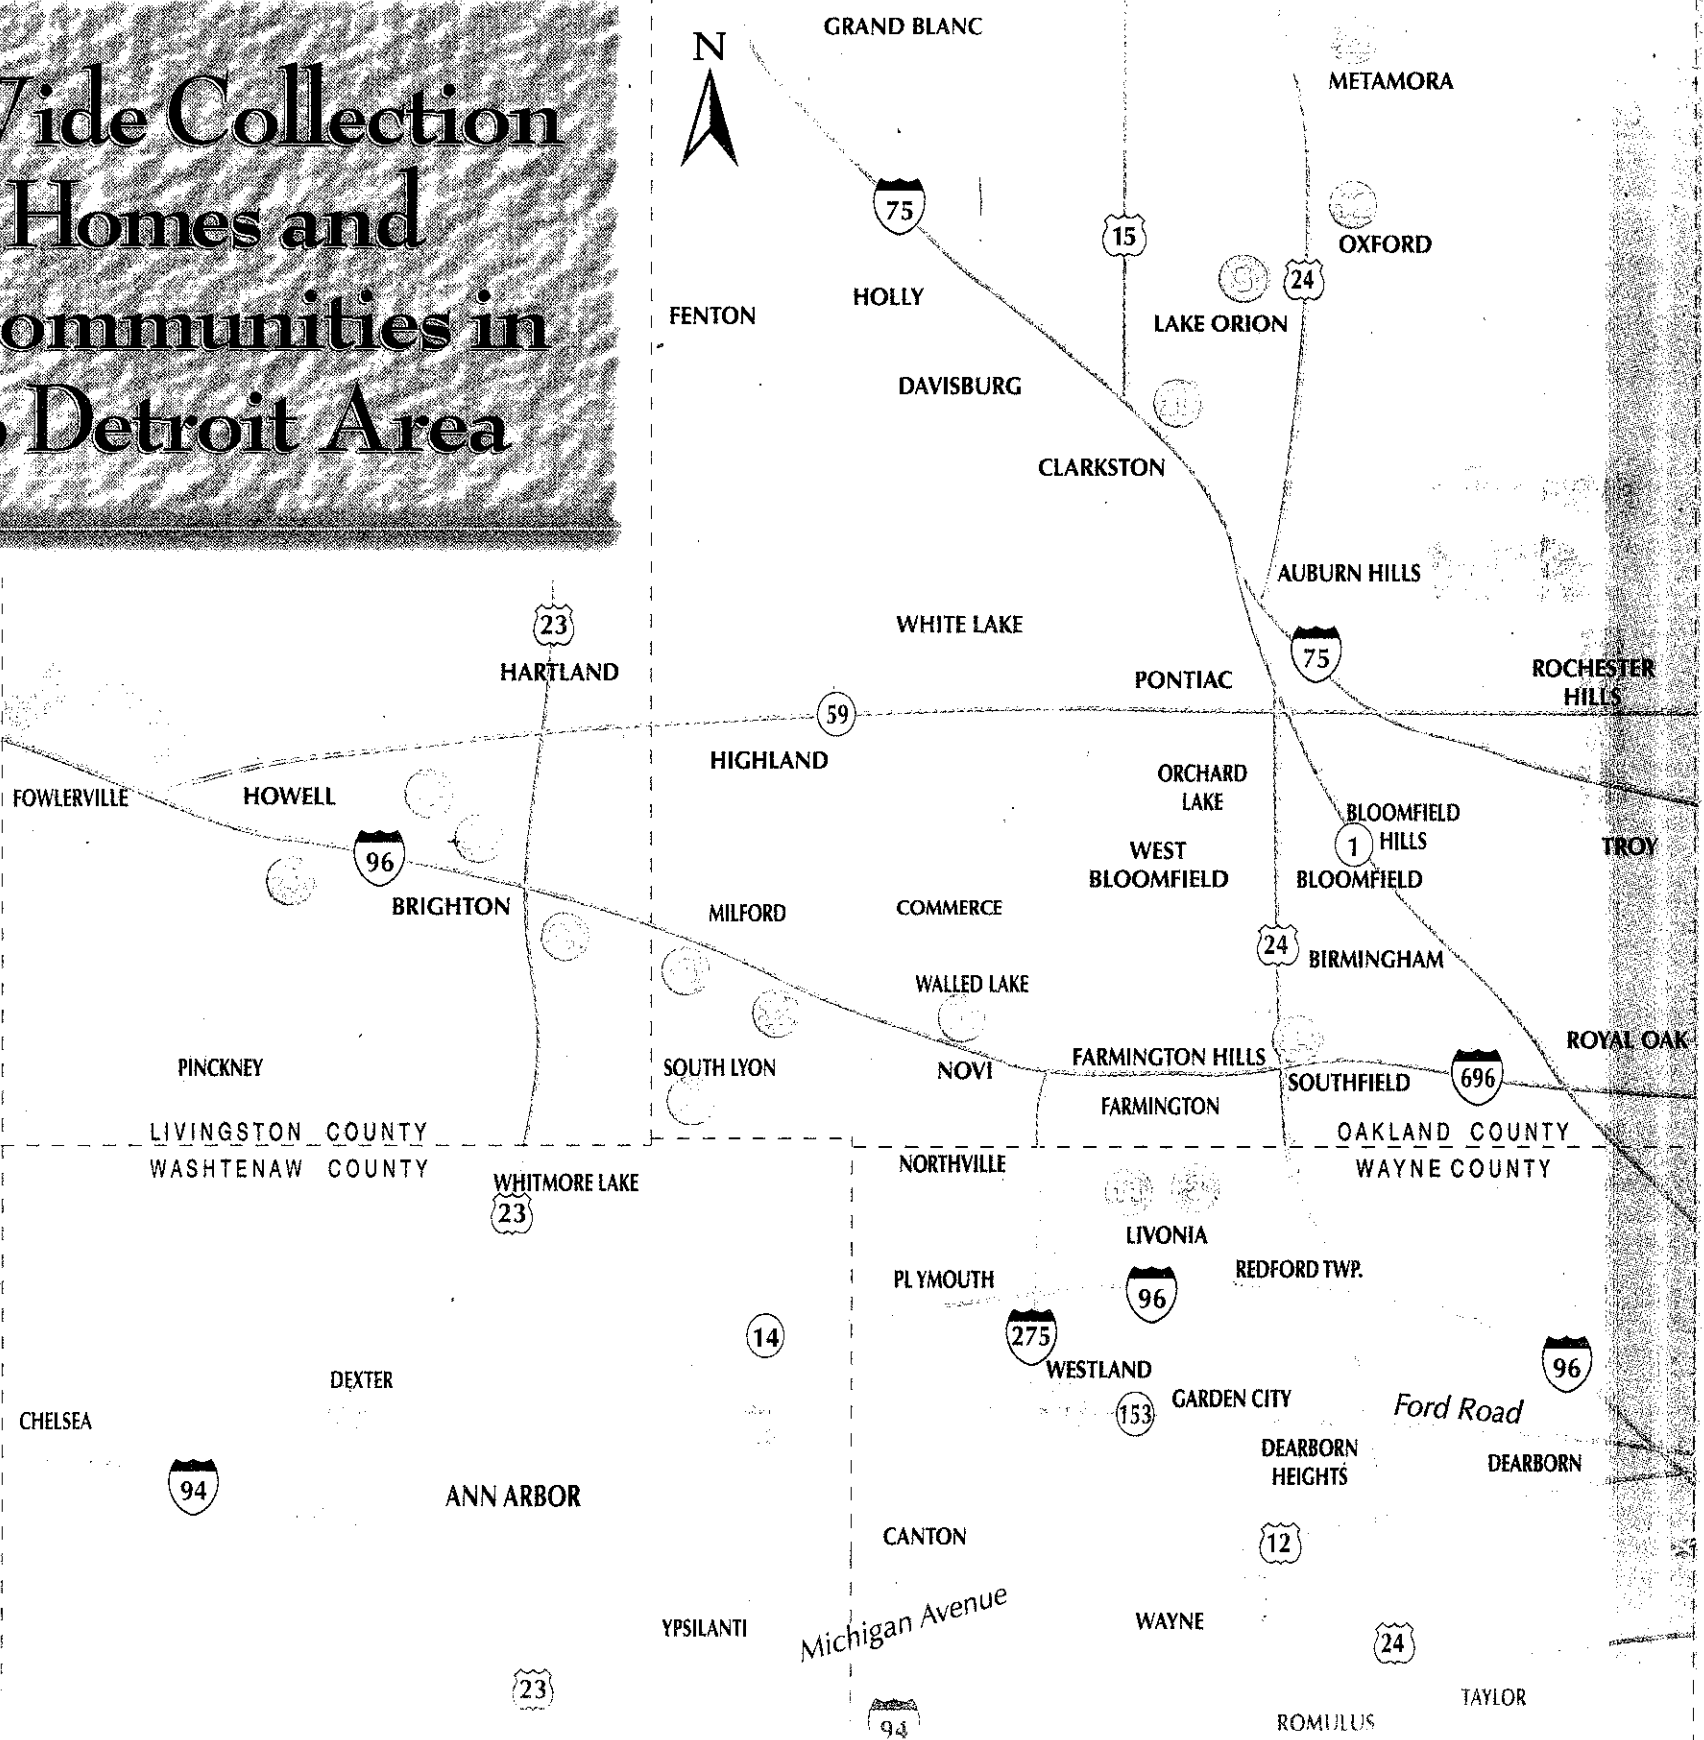 ide Collection
Homes and
ommunities in
Detroit Area
N
GRAND BLANC
METAMORA
75
15
OXFORD
24
HOLLY
FENTON
LAKE ORION
DAVISBURG
CLARKSTON
AUBURN HILLS
23
WHITE LAKE
HARTLAND
75
PONTIAC
ROCHESTER
HILLS
59
HIGHLAND
ORCHARD
LAKE
FOWLERVILLE
HOWELL
BLOOMFIELD
HILLS
1
TROY
96
WEST
BLOOMFIELD
BLOOMFIELD
BRIGHTON
MILFORD
COMMERCE
24
BIRMINGHAM
WALLED LAKE
ROYAL OAK
PINCKNEY
SOUTH LYON
NOVI
FARMINGTON HILLS
SOUTHFIELD
696
FARMINGTON
LIVINGSTON COUNTY
OAKLAND COUNTY
WASHTENAW COUNTY
WAYNE COUNTY
NORTHVILLE
WHITMORE LAKE
23
LIVONIA
PLYMOUTH
REDFORD TWP.
96
14
275
96
WESTLAND
DEXTER
GARDEN CITY
153
Ford Road
CHELSEA
DEARBORN
HEIGHTS
DEARBORN
94
ANN ARBOR
CANTON
12
Michigan Avenue
YPSILANTI
WAYNE
24
23
TAYLOR
94
ROMULUS